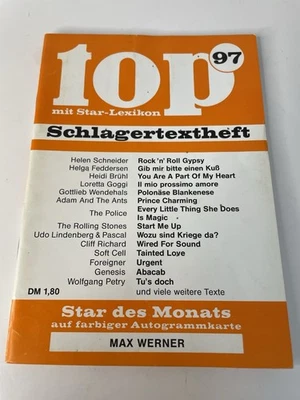 top 97
mit Star-Lexikon
Schlagertextheft
Helen Schneider Rock'n'Roll Gypsy
Helga Feddersen Gib mir bitte einen Kuß
Heidi Brühl You Are A Part Of My Heart
Loretta Goggi Il mio prossimo amore
Gottlieb Wendehals Polonäse Blankenese
Adam And The Ants Prince Charming
The Police Every Little Thing She Does
Is Magic
The Rolling Stones Start Me Up
Udo Lindenberg & Pascal Wozu sind Kriege da?
Cliff Richard Wired For Sound
Soft Cell Tainted Love
Foreigner Urgent
Genesis Abacab
Wolfgang Petry Tu's doch
DM 1,80 und viele weitere Texte
Star des Monats
auf farbiger Autogrammkarte
MAX WERNER